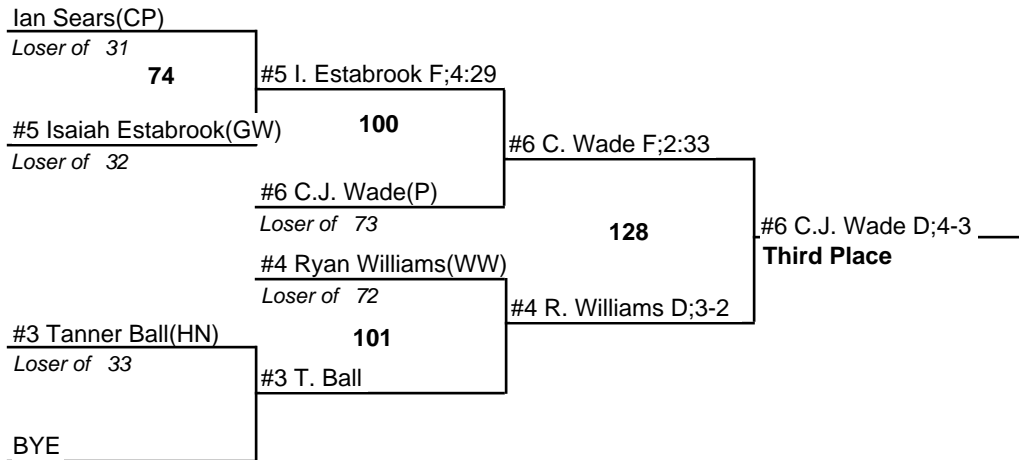 Ian Sears(CP)
Loser of 31
74
#5 I. Estabrook F;4:29
#5 Isaiah Estabrook(GW)
Loser of 32
100
#6 C. Wade F;2:33
#6 C.J. Wade(P)
Loser of 73
128
#6 C.J. Wade D;4-3
Third Place
#4 Ryan Williams(WW)
Loser of 72
#4 R. Williams D;3-2
#3 Tanner Ball(HN)
Loser of 33
101
#3 T. Ball
BYE